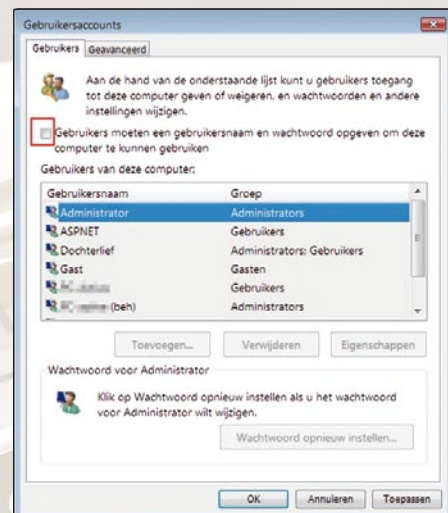 Gebruikersaccounts
Gebruikers Geavanceerd
Aan de hand van de onderstaande lijst kunt u gebruikers toegang
tot deze computer geven of weigeren, en wachtwoorden en andere
instellingen wijzigen.
Gebruikers moeten een gebruikersnaam en wachtwoord opgeven om deze
computer te kunnen gebruiken
Gebruikers van deze computer:
Gebruikersnaam Groep
Administrator Administrators
ASPNET Gebruikers
Dochterlief Administrators; Gebruikers
Gast Gasten
Gebruikers
(beh) Administrators
Toevoegen... Verwijderen Eigenschappen
Wachtwoord voor Administrator
Klik op Wachtwoord opnieuw instellen als u het wachtwoord
voor Administrator wilt wijzigen.
Wachtwoord opnieuw instellen...
OK Annuleren Toepassen